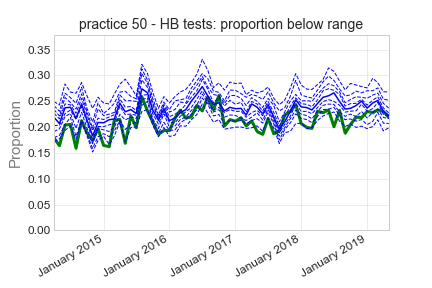 practice 50 - HB tests: proportion below range
Proportion
0.35
0.30
0.25
0.20
0.15
0.10
0.05
0.00
January 2015
January 2016
January 2017
January 2018
January 2019